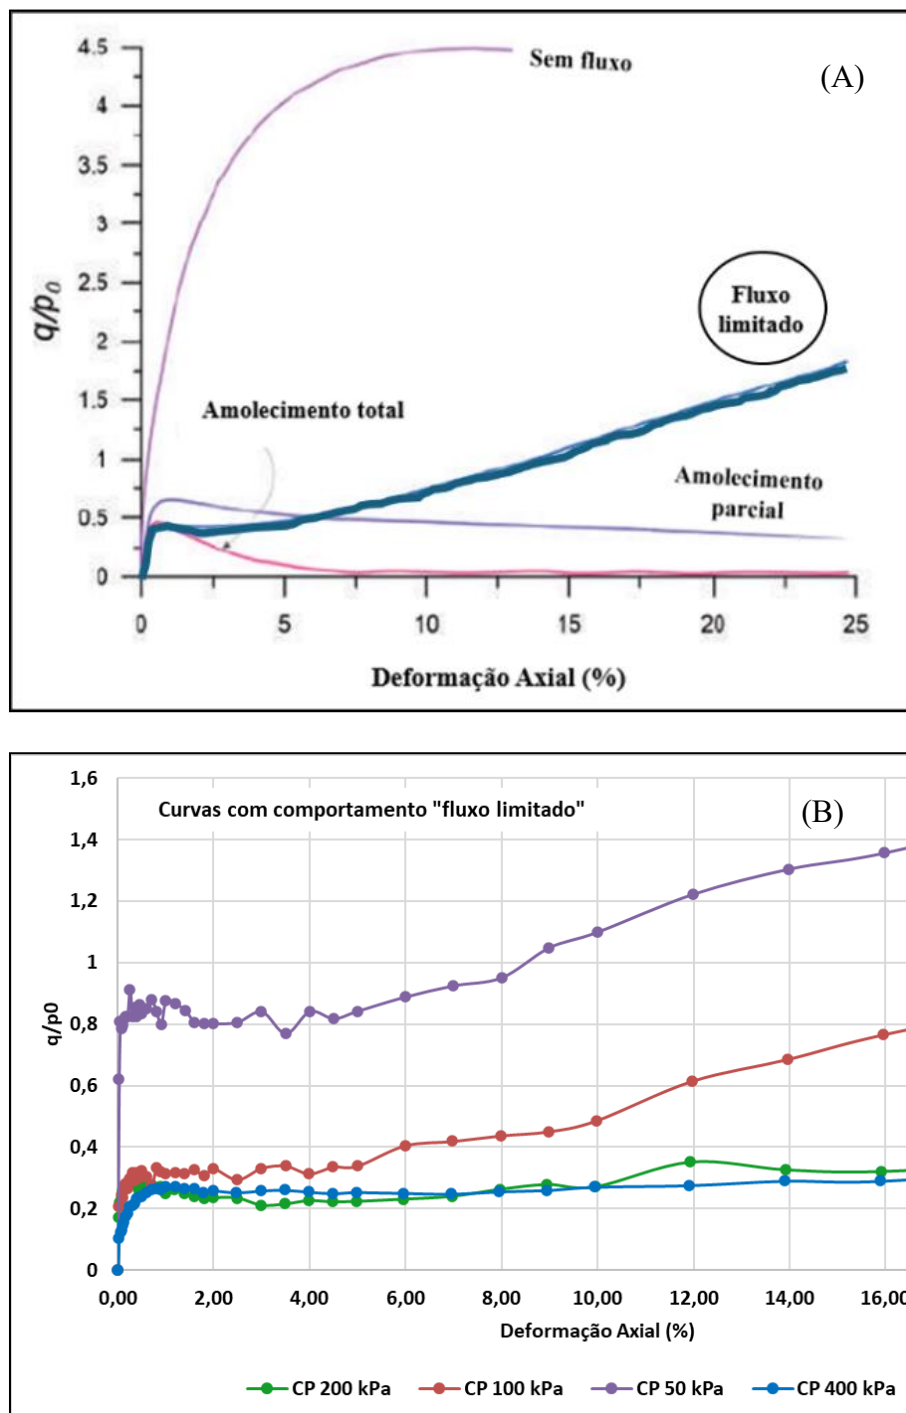 (A)
4.5
4
3.5
3
2.5
2
1.5
1
0.5
0
q/p0
Sem fluxo
Fluxo
limitado
Amolecimento total
Amolecimento
parcial
0 5 10 15 20 25
Deformação Axial (%)
Curvas com comportamento "fluxo limitado"
(B)
1,6
1,4
1,2
1
0,8
0,6
0,4
0,2
0
q/p0
0,00 2,00 4,00 6,00 8,00 10,00 12,00 14,00 16,00
Deformação Axial (%)
CP 200 kPa CP 100 kPa CP 50 kPa CP 400 kPa